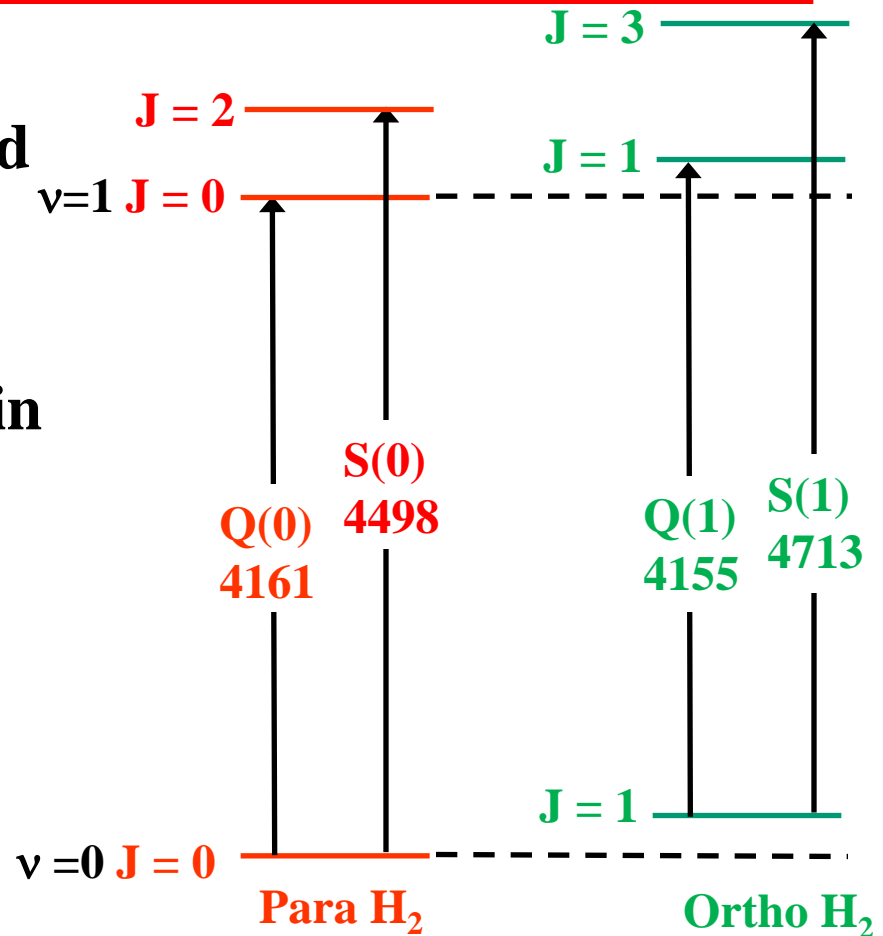 J = 3
J = 2
d
J = 1
ν=1 J = 0
in
S(0)
4498
Q(0)
4161
S(1)
4713
Q(1)
4155
J = 1
ν =0 J = 0
Para H₂
Ortho H₂